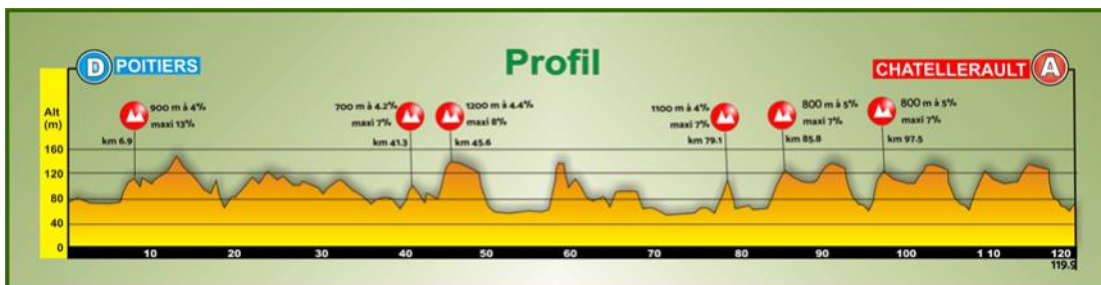 Profil
D POITIERS
CHATELLERAULT A
Alt
(m)
160
120
80
40
0
900 m à 4%
maxi 13%
km 6.9
700 m à 4.2%
maxi 7%
km 41.3
1200 m à 4.4%
maxi 8%
km 45.6
1100 m à 4%
maxi 7%
km 79.1
800 m à 5%
maxi 7%
km 85.8
800 m à 5%
maxi 7%
km 97.5
10 20 30 40 50 60 70 80 90 100 1 10 120
119.9